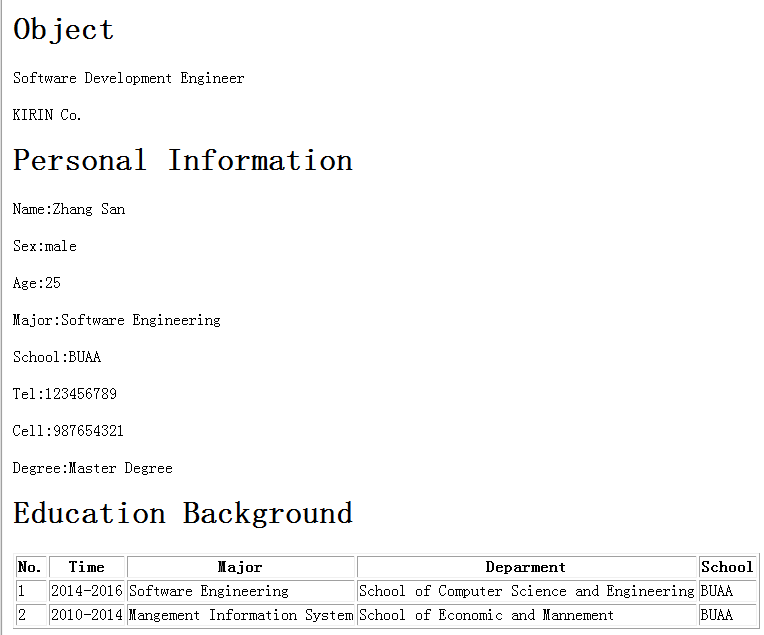 Object
Software Development Engineer
KIRIN Co.
Personal Information
Name:Zhang San
Sex:male
Age:25
Major:Software Engineering
School:BUAA
Tel:123456789
Cell:987654321
Degree:Master Degree
Education Background
No. Time Major Deparment School
1 2014-2016 Software Engineering School of Computer Science and Engineering BUAA
2 2010-2014 Mangement Information System School of Economic and Mannement BUAA